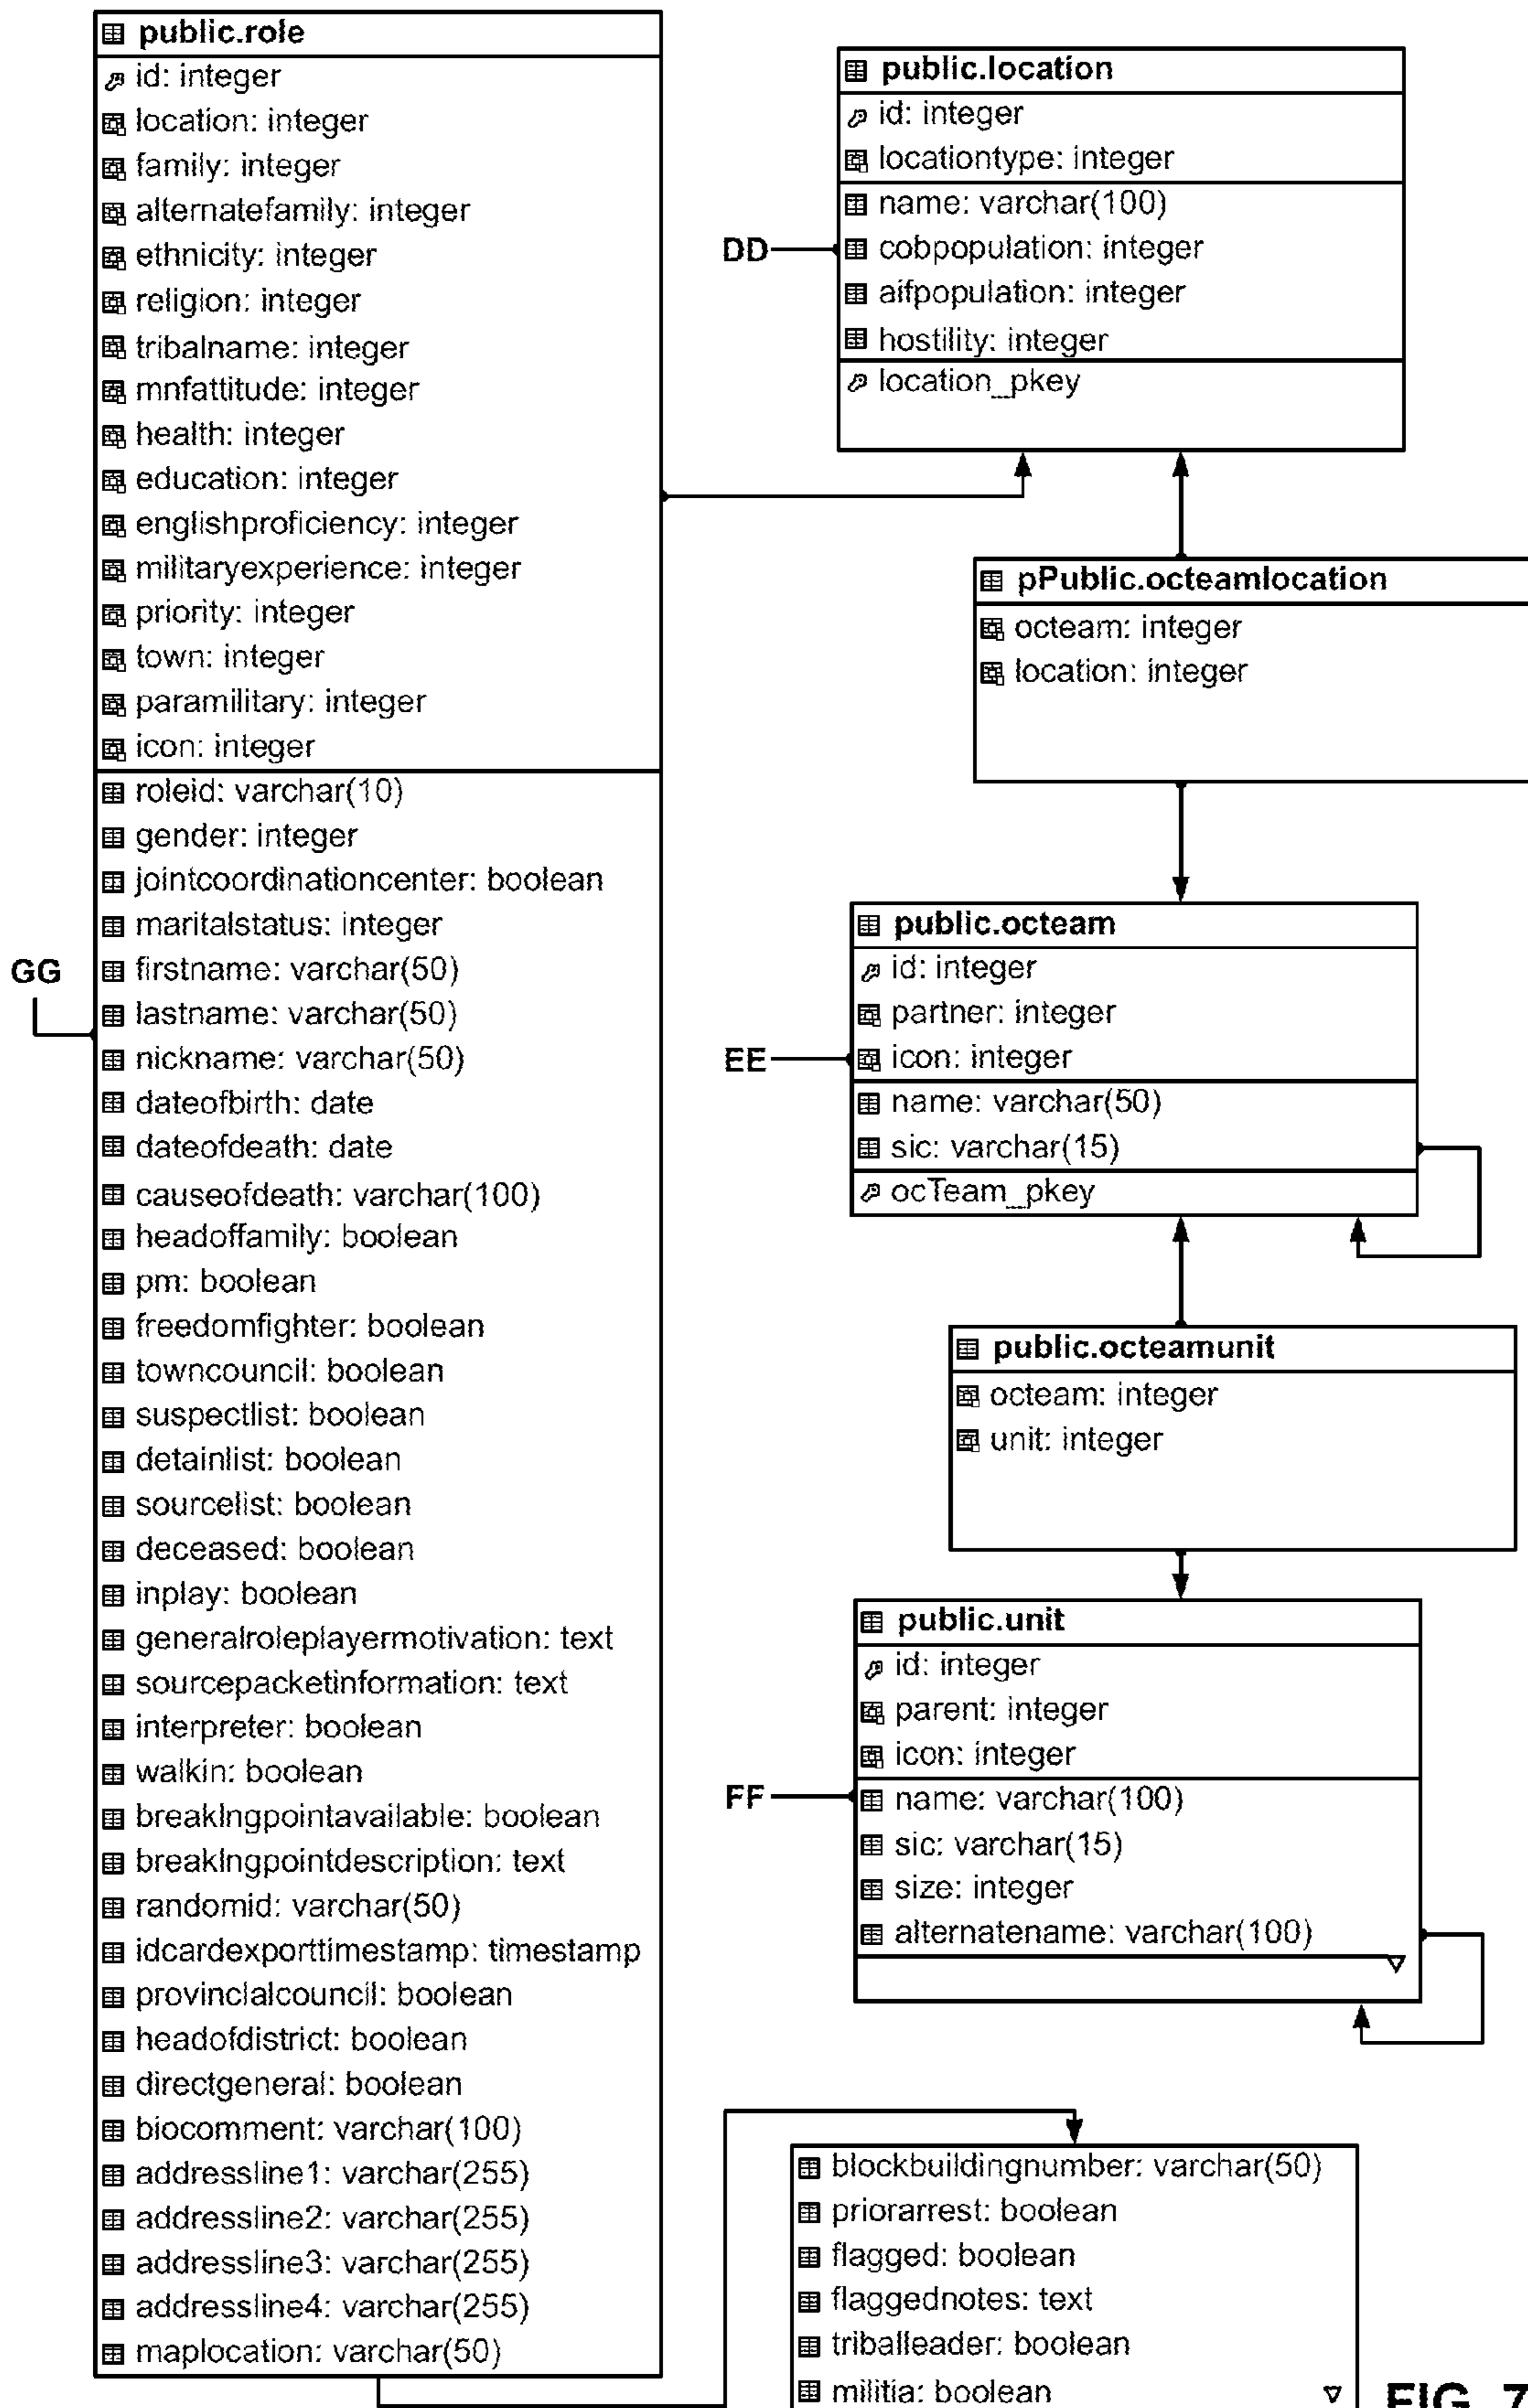 public.role
id: integer
location: integer
family: integer
alternatefamily: integer
ethnicity: integer
religion: integer
tribalname: integer
mnfattitude: integer
health: integer
education: integer
englishproficiency: integer
militaryexperience: integer
priority: integer
town: integer
paramilitary: integer
icon: integer
roleid: varchar(10)
gender: integer
jointcoordinationcenter: boolean
maritalstatus: integer
firstname: varchar(50)
lastname: varchar(50)
nickname: varchar(50)
dateofbirth: date
dateofdeath: date
causeofdeath: varchar(100)
headoffamily: boolean
pm: boolean
freedomfighter: boolean
towncouncil: boolean
suspectlist: boolean
detainlist: boolean
sourcelist: boolean
deceased: boolean
inplay: boolean
generalroleplayermotivation: text
sourcepacketinformation: text
interpreter: boolean
walkin: boolean
breakIngpointavailable: boolean
breakIngpointdescription: text
randomid: varchar(50)
idcardexporttimestamp: timestamp
provinclalcouncil: boolean
headofdistrict: boolean
directgeneral: boolean
biocomment: varchar(100)
addressline1: varchar(255)
addressline2: varchar(255)
addressline3: varchar(255)
addressline4: varchar(255)
maplocation: varchar(50)
GG
public.location
id: integer
locationtype: integer
name: varchar(100)
cobpopulation: integer
aifpopulation: integer
hostility: integer
location_pkey
DD
pPublic.octeamlocation
octeam: integer
location: integer
public.octeam
id: integer
partner: integer
icon: integer
name: varchar(50)
sic: varchar(15)
ocTeam_pkey
EE
public.octeamunit
octeam: integer
unit: integer
public.unit
id: integer
parent: integer
icon: integer
name: varchar(100)
sic: varchar(15)
size: integer
alternatename: varchar(100)
FF
blockbuildingnumber: varchar(50)
priorarrest: boolean
flagged: boolean
flaggednotes: text
triballeader: boolean
militia: boolean
FIG. 7